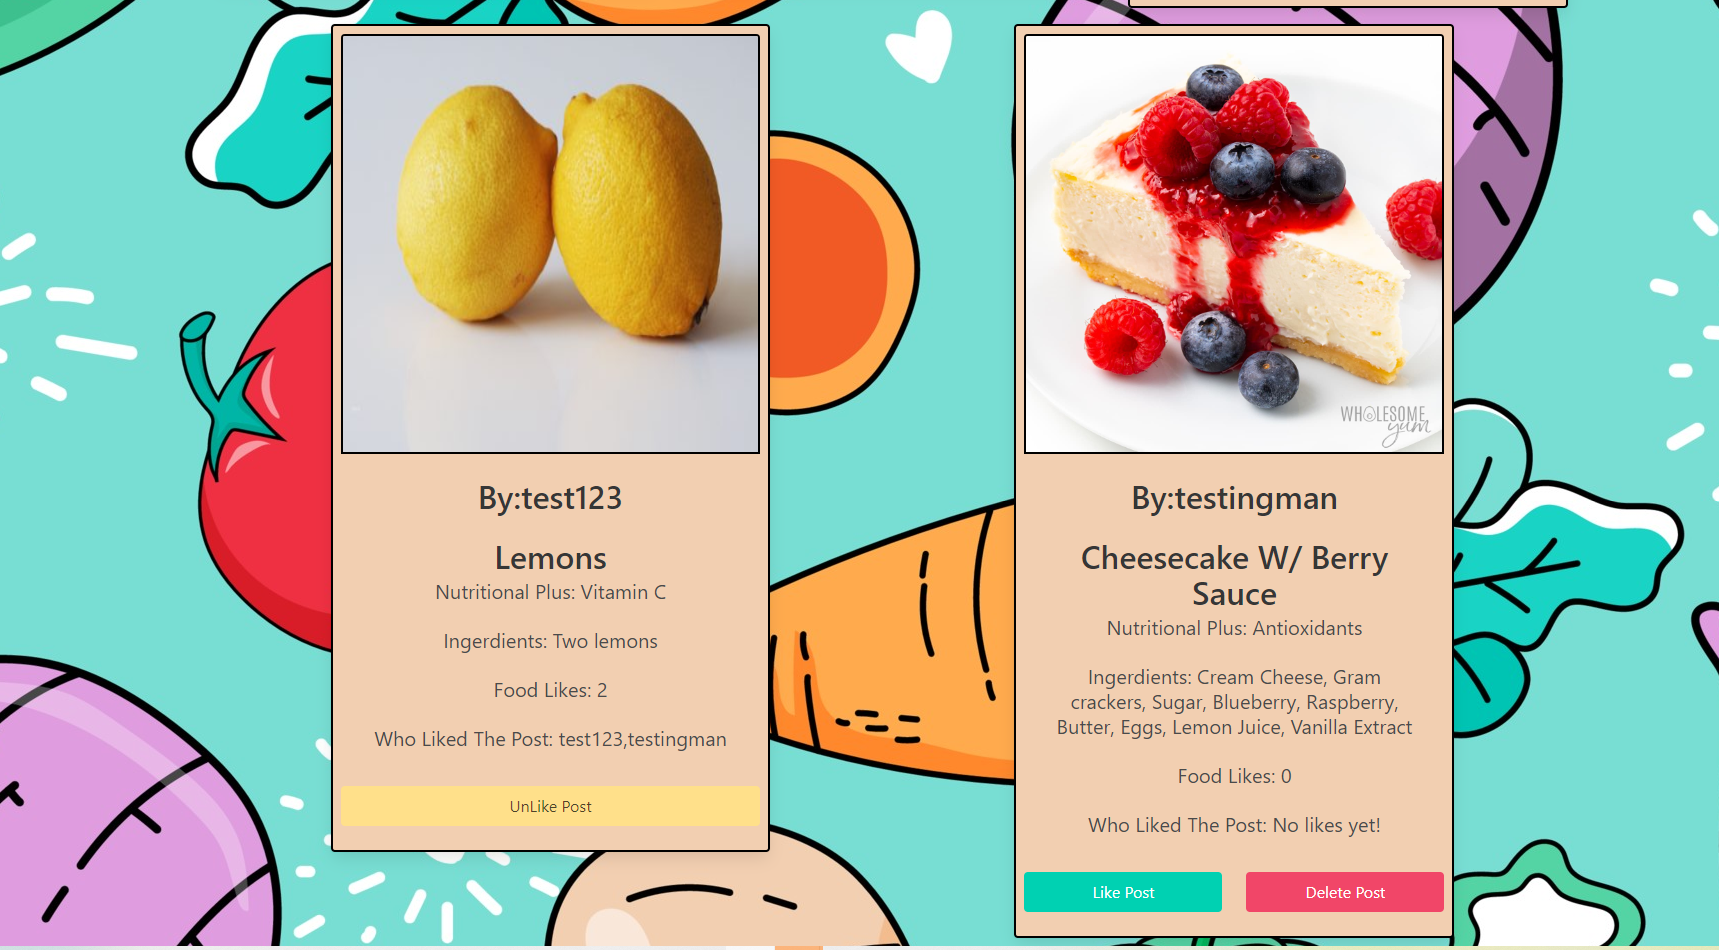 By:test123
Lemons
Nutritional Plus: Vitamin C
Ingerdients: Two lemons
Food Likes: 2
Who Liked The Post: test123,testingman
UnLike Post
WHOLESOME
yum
By:testingman
Cheesecake W/ Berry
Sauce
Nutritional Plus: Antioxidants
Ingerdients: Cream Cheese, Gram
crackers, Sugar, Blueberry, Raspberry,
Butter, Eggs, Lemon Juice, Vanilla Extract
Food Likes: 0
Who Liked The Post: No likes yet!
Like Post
Delete Post